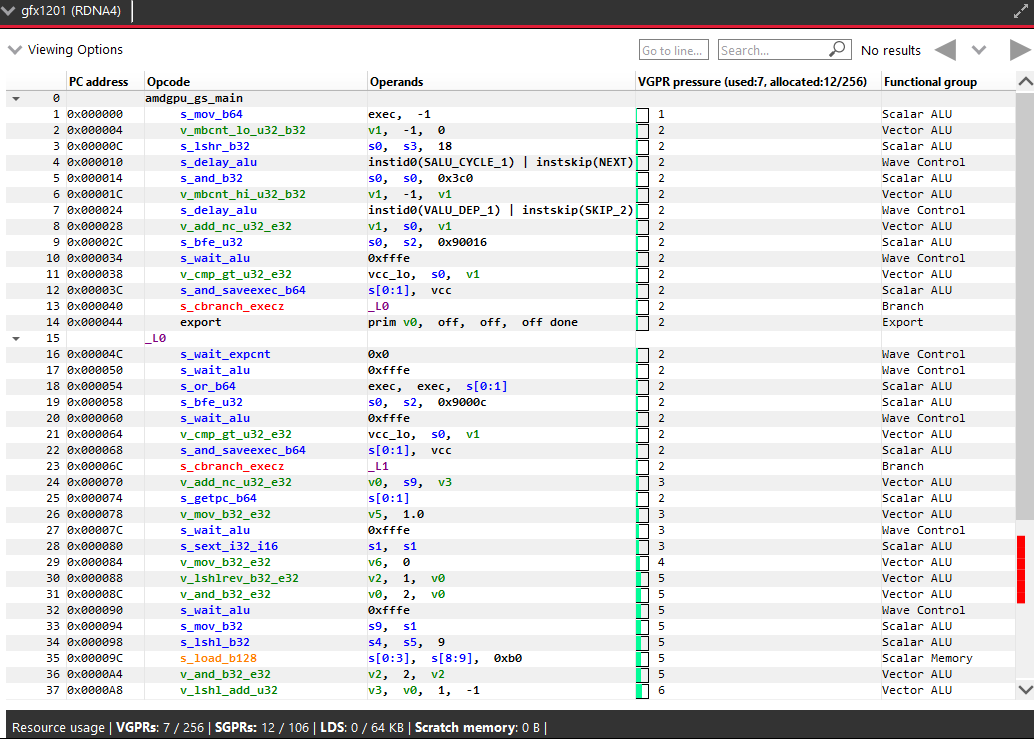 gfx1201 (RDNA4)
Viewing Options Go to line... Search... No results
PC address Opcode Operands VGPR pressure (used:7, allocated:12/256) Functional group
0 amdgpu_gs_main
1 0x000000 s_mov_b64 exec, -1 1 Scalar ALU
2 0x000004 v_mbcnt_lo_u32_b32 v1, -1, 0 2 Vector ALU
3 0x00000C s_lshr_b32 s0, s3, 18 2 Scalar ALU
4 0x000010 s_delay_alu instid0(SALU_CYCLE_1) | instskip(NEXT) 2 Wave Control
5 0x000014 s_and_b32 s0, s0, 0x3c0 2 Scalar ALU
6 0x00001C v_mbcnt_hi_u32_b32 v1, -1, v1 2 Vector ALU
7 0x000024 s_delay_alu instid0(VALU_DEP_1) | instskip(SKIP_2) 2 Wave Control
8 0x000028 v_add_nc_u32_e32 v1, s0, v1 2 Vector ALU
9 0x00002C s_bfe_u32 s0, s2, 0x90016 2 Scalar ALU
10 0x000034 s_wait_alu 0xfffe 2 Wave Control
11 0x000038 v_cmp_gt_u32_e32 vcc_lo, s0, v1 2 Vector ALU
12 0x00003C s_and_saveexec_b64 s[0:1], vcc 2 Scalar ALU
13 0x000040 s_cbranch_execz _L0 2 Branch
14 0x000044 export prim v0, off, off, off done 2 Export
15 _L0
16 0x00004C s_wait_expcnt 0x0 2 Wave Control
17 0x000050 s_wait_alu 0xfffe 2 Wave Control
18 0x000054 s_or_b64 exec, exec, s[0:1] 2 Scalar ALU
19 0x000058 s_bfe_u32 s0, s2, 0x9000c 2 Scalar ALU
20 0x000060 s_wait_alu 0xfffe 2 Wave Control
21 0x000064 v_cmp_gt_u32_e32 vcc_lo, s0, v1 2 Vector ALU
22 0x000068 s_and_saveexec_b64 s[0:1], vcc 2 Scalar ALU
23 0x00006C s_cbranch_execz _L1 2 Branch
24 0x000070 v_add_nc_u32_e32 v0, s9, v3 3 Vector ALU
25 0x000074 s_getpc_b64 s[0:1] 2 Scalar ALU
26 0x000078 v_mov_b32_e32 v5, 1.0 3 Vector ALU
27 0x00007C s_wait_alu 0xfffe 3 Wave Control
28 0x000080 s_sext_i32_i16 s1, s1 3 Scalar ALU
29 0x000084 v_mov_b32_e32 v6, 0 4 Vector ALU
30 0x000088 v_lshlrev_b32_e32 v2, 1, v0 5 Vector ALU
31 0x00008C v_and_b32_e32 v0, 2, v0 5 Vector ALU
32 0x000090 s_wait_alu 0xfffe 5 Wave Control
33 0x000094 s_mov_b32 s9, s1 5 Scalar ALU
34 0x000098 s_lshl_b32 s4, s5, 9 5 Scalar ALU
35 0x00009C s_load_b128 s[0:3], s[8:9], 0xb0 5 Scalar Memory
36 0x0000A4 v_and_b32_e32 v2, 2, v2 5 Vector ALU
37 0x0000A8 v_lshl_add_u32 v3, v0, 1, -1 6 Vector ALU
Resource usage | VGPRs: 7 / 256 | SGPRs: 12 / 106 | LDS: 0 / 64 KB | Scratch memory: 0 B |